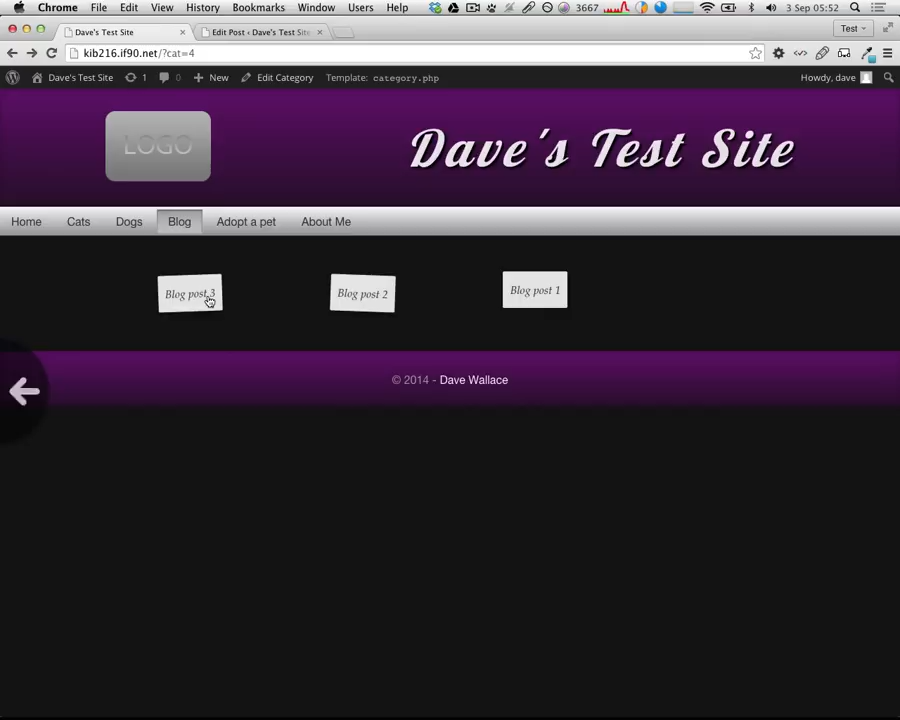 Chrome File Edit View History Bookmarks Window Users Help 3667 3 Sep 05:52
Dave's Test Site × Edit Post ‹ Dave's Test Site × Test
kib216.if90.net/?cat=4
Dave's Test Site 1 0 + New Edit Category Template: category.php Howdy, dave
LOGO
Dave's Test Site
Home Cats Dogs Blog Adopt a pet About Me
Blog post 3 Blog post 2 Blog post 1
© 2014 - Dave Wallace